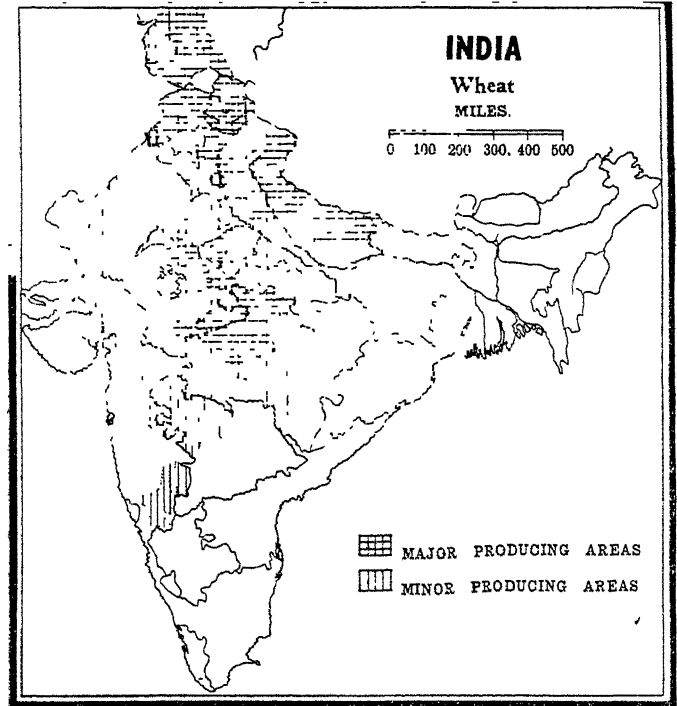 INDIA
Wheat
MILES.
0 100 200 300. 400 500
MAJOR PRODUCING AREAS
MINOR PRODUCING AREAS